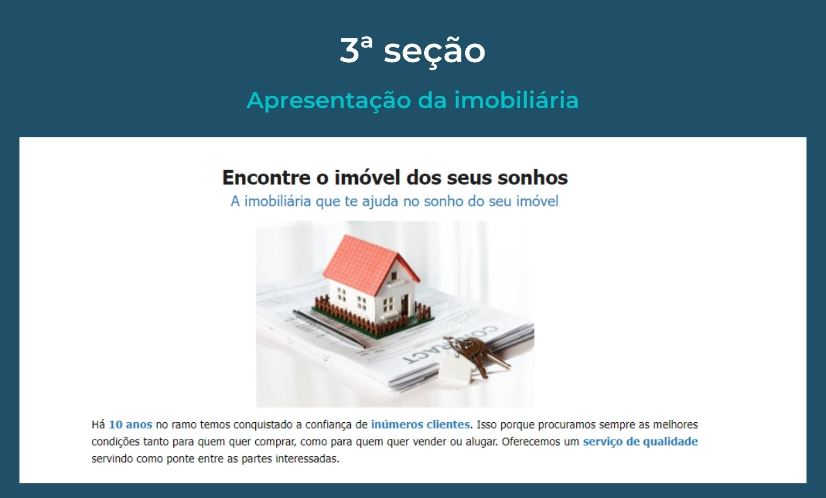 3ª seção
Apresentação da imobiliária
Encontre o imóvel dos seus sonhos
A imobiliária que te ajuda no sonho do seu imóvel
CONTRACT
Há 10 anos no ramo temos conquistado a confiança de inúmeros clientes. Isso porque procuramos sempre as melhores
condições tanto para quem quer comprar, como para quem quer vender ou alugar. Oferecemos um serviço de qualidade
servindo como ponte entre as partes interessadas.